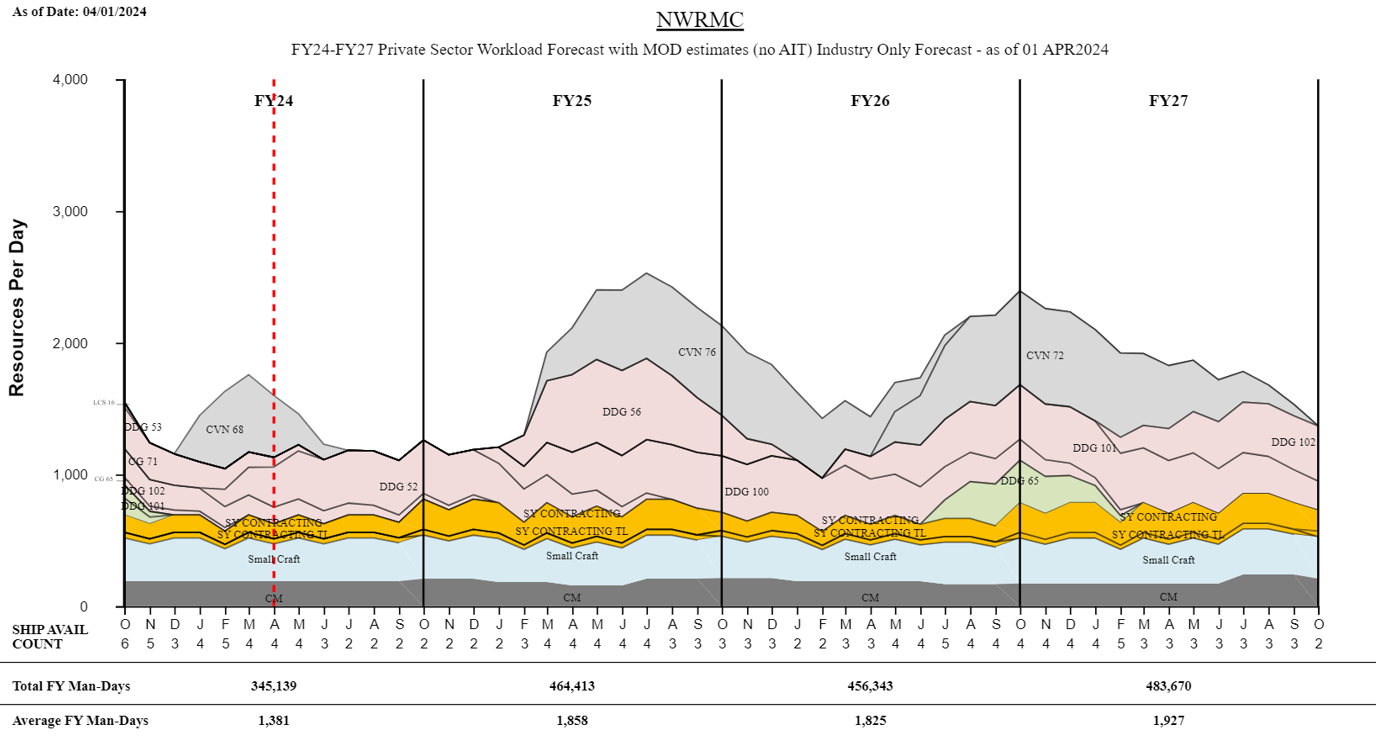 As of Date: 04/01/2024
NWRMC
FY24-FY27 Private Sector Workload Forecast with MOD estimates (no AIT) Industry Only Forecast - as of 01 APR2024
4,000
FY24 FY25 FY26 FY27
3,000
Resources Per Day
2,000
CVN 76 CVN 72
LCS 16
DDG 53 CVN 68 DDG 56
DDG 101 DDG 102
CG 71
1,000
CG 65 DDG 65
DDG 102 DDG 52 DDG 100
DDG 101
SY CONTRACTING SY CONTRACTING SY CONTRACTING SY CONTRACTING
SY CONTRACTING TL SY CONTRACTING TL SY CONTRACTING TL SY CONTRACTING TL
Small Craft Small Craft Small Craft Small Craft
CM CM CM CM
0
O N D J F M A M J J A S O N D J F M A M J J A S O N D J F M A M J J A S O N D J F M A M J J A S O
SHIP AVAIL
COUNT 6 5 3 4 5 4 4 4 3 2 2 2 2 2 2 2 3 4 4 4 4 4 3 3 3 3 3 2 2 3 3 4 4 5 4 4 4 4 4 4 5 4 4 4 4 3 3 3 2
Total FY Man-Days 345,139 464,413 456,343 483,670
Average FY Man-Days 1,381 1,858 1,825 1,927